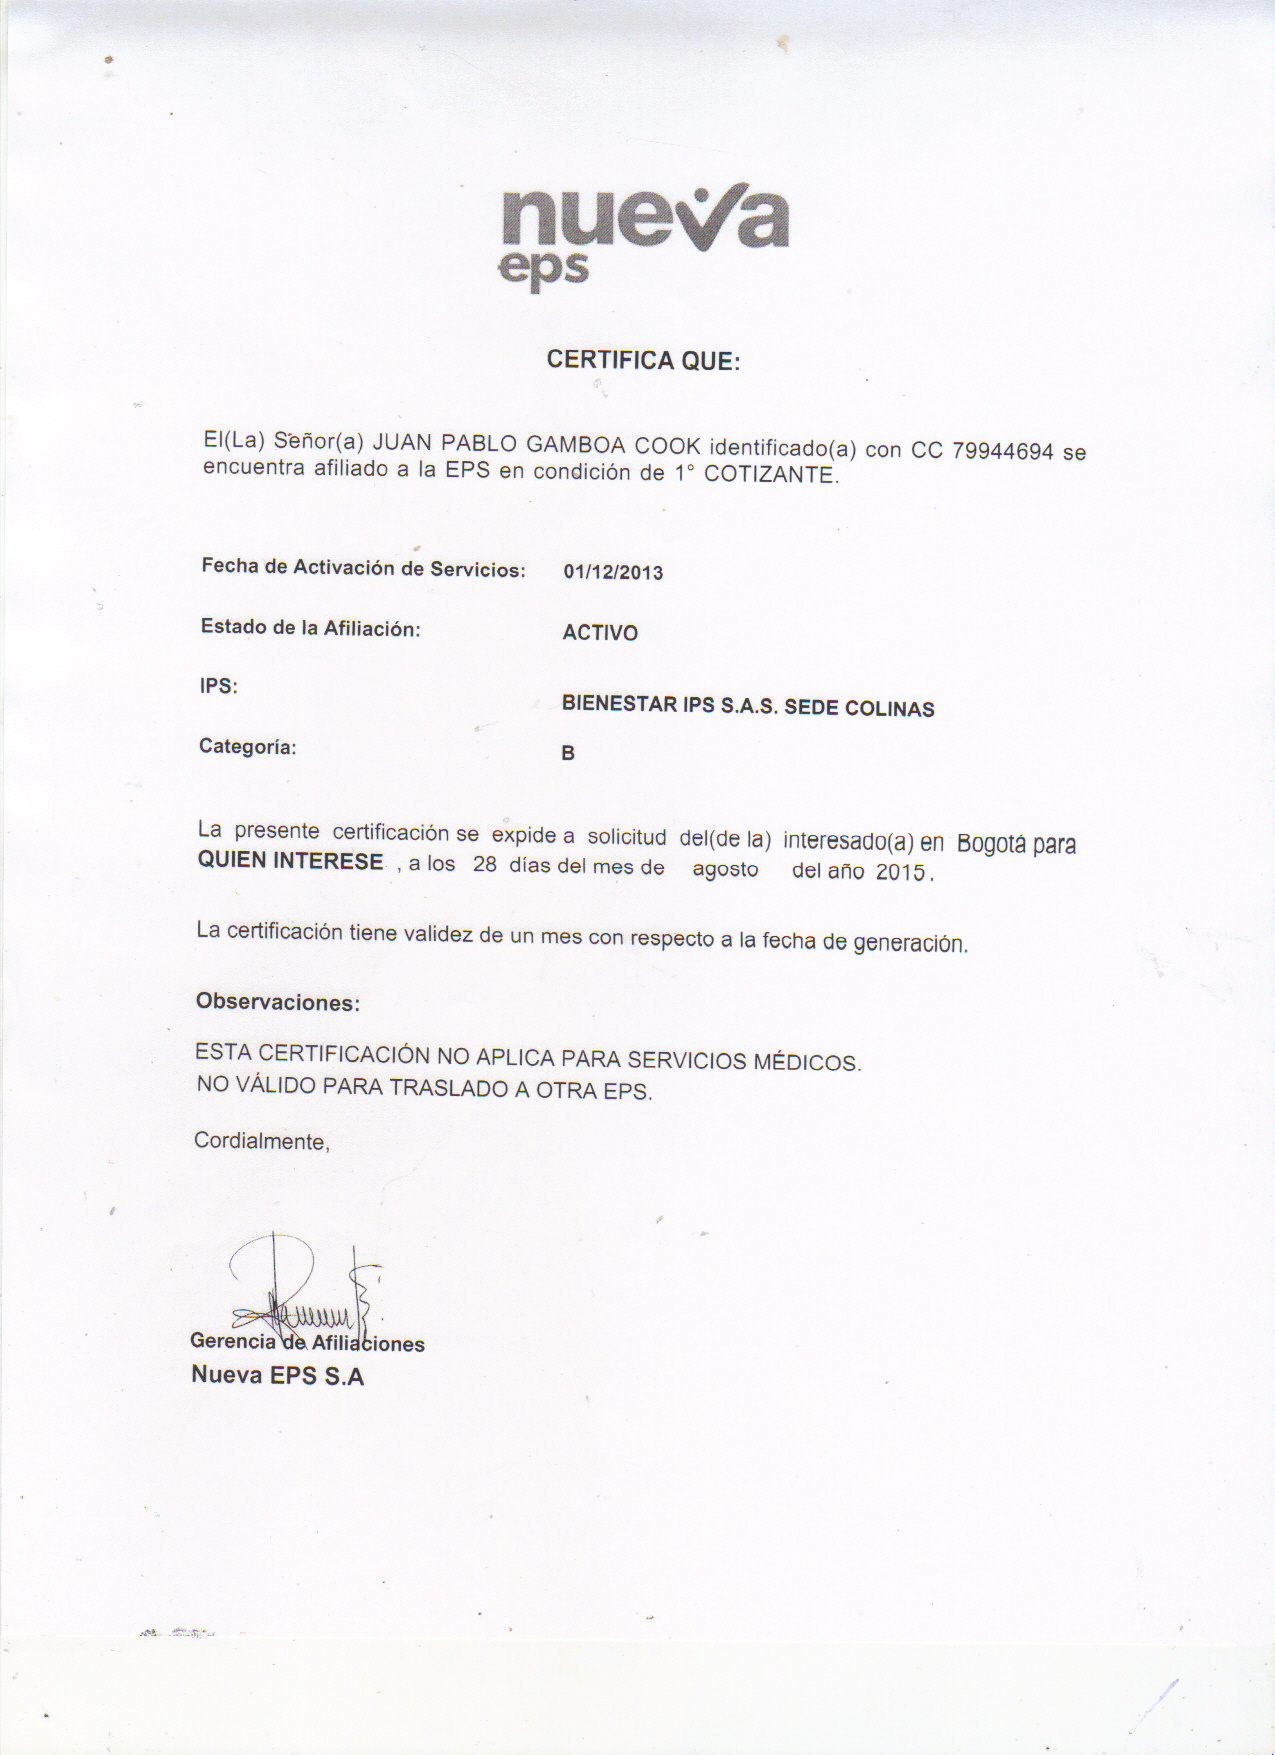 nueva
eps
CERTIFICA QUE:
El(La) Señor(a) JUAN PABLO GAMBOA COOK identificado(a) con CC 79944694 se
encuentra afiliado a la EPS en condición de 1° COTIZANTE.
Fecha de Activación de Servicios: 01/12/2013
Estado de la Afiliación: ACTIVO
IPS: BIENESTAR IPS S.A.S. SEDE COLINAS
Categoría: B
La presente certificación se expide a solicitud del(de la) interesado(a) en Bogotá para
QUIEN INTERESE , a los 28 días del mes de agosto del año 2015.
La certificación tiene validez de un mes con respecto a la fecha de generación.
Observaciones:
ESTA CERTIFICACIÓN NO APLICA PARA SERVICIOS MÉDICOS.
NO VÁLIDO PARA TRASLADO A OTRA EPS.
Cordialmente,
Gerencia de Afiliaciones
Nueva EPS S.A